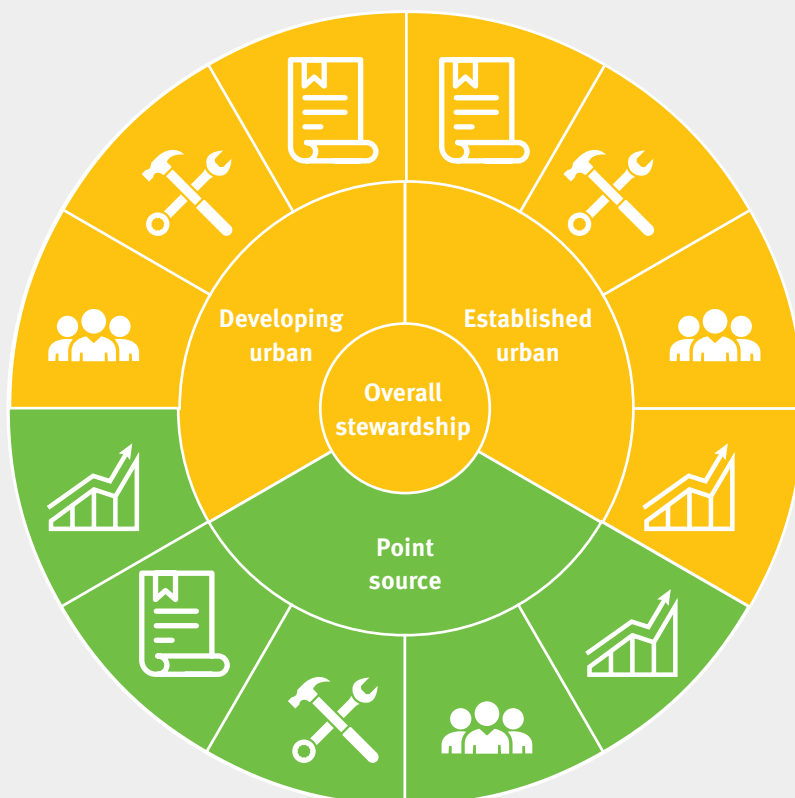 Developing
urban
Established
urban
Overall
stewardship
Point
source